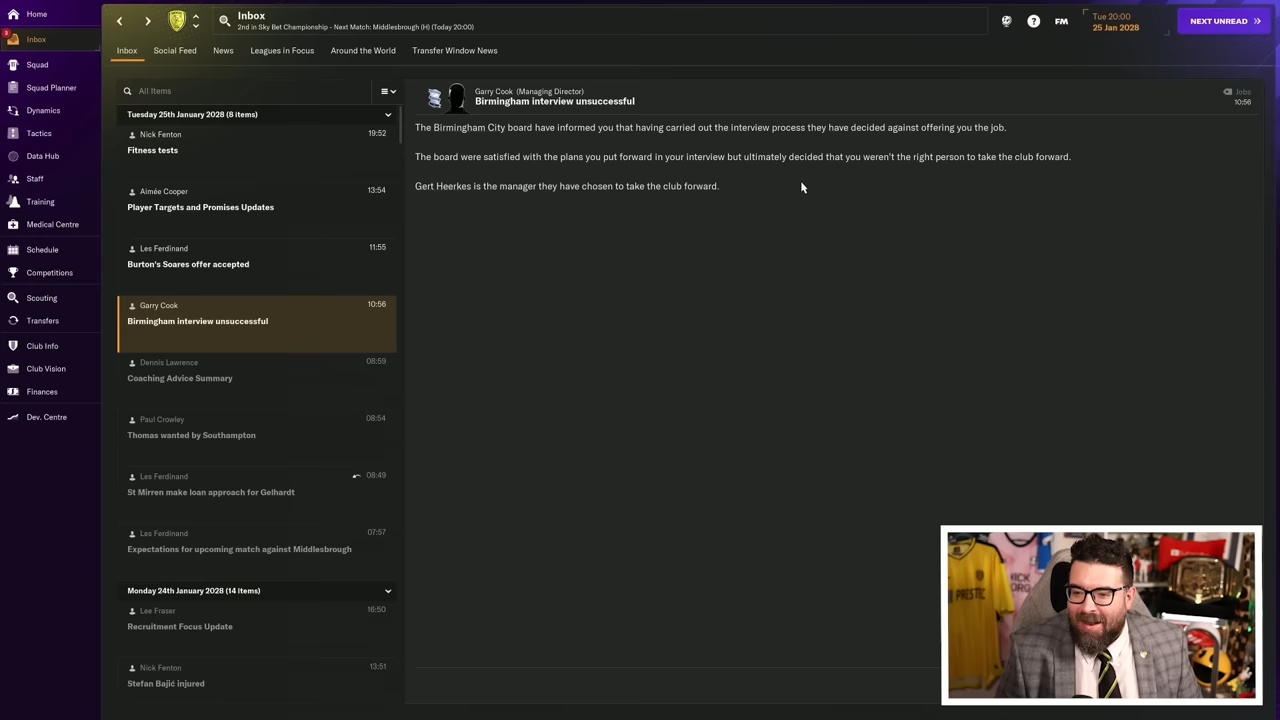 Home
Inbox
3
Squad
Squad Planner
Dynamics
Tactics
Data Hub
Staff
Training
Medical Centre
Schedule
Competitions
Scouting
Transfers
Club Info
Club Vision
Finances
Dev. Centre
Inbox
2nd in Sky Bet Championship - Next Match: Middlesbrough (H) (Today 20:00)
?
FM
Tue 20:00
25 Jan 2028
NEXT UNREAD
Inbox
Social Feed
News
Leagues in Focus
Around the World
Transfer Window News
All Items
Tuesday 25th January 2028 (8 items)
Nick Fenton 19:52
Fitness tests
Aimée Cooper 13:54
Player Targets and Promises Updates
Les Ferdinand 11:55
Burton's Soares offer accepted
Garry Cook 10:56
Birmingham interview unsuccessful
Dennis Lawrence 08:59
Coaching Advice Summary
Paul Crowley 08:54
Thomas wanted by Southampton
Les Ferdinand 08:49
St Mirren make loan approach for Gelhardt
Les Ferdinand 07:57
Expectations for upcoming match against Middlesbrough
Monday 24th January 2028 (14 items)
Lee Fraser 16:50
Recruitment Focus Update
Nick Fenton 13:51
Stefan Bajić injured
Garry Cook (Managing Director)
Birmingham interview unsuccessful
Jobs
10:56
The Birmingham City board have informed you that having carried out the interview process they have decided against offering you the job.
The board were satisfied with the plans you put forward in your interview but ultimately decided that you weren't the right person to take the club forward.
Gert Heerkes is the manager they have chosen to take the club forward.
PRESTIC